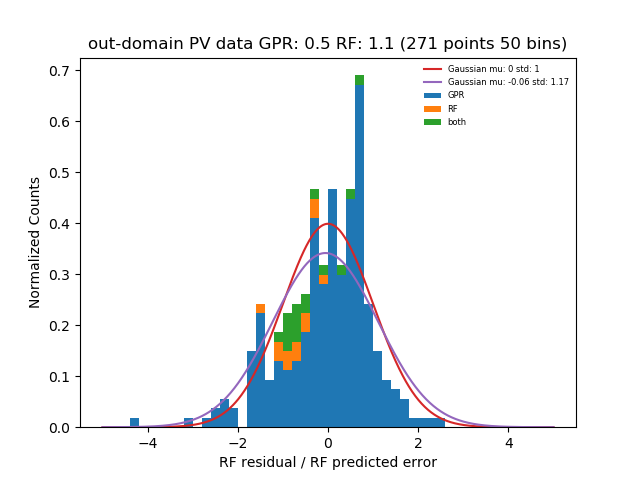 out-domain PV data GPR: 0.5 RF: 1.1 (271 points 50 bins)
Gaussian mu: 0 std: 1
Gaussian mu: -0.06 std: 1.17
GPR
RF
both
Normalized Counts
0.7
0.6
0.5
0.4
0.3
0.2
0.1
0.0
−4
−2
0
2
4
RF residual / RF predicted error